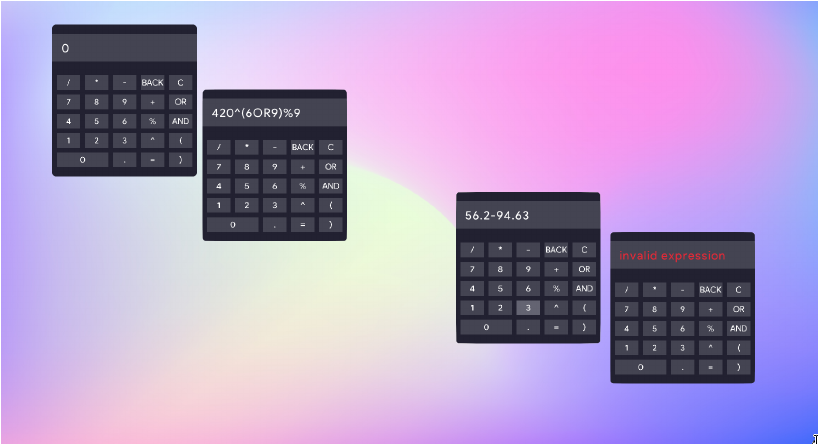 0
/ * - BACK C
7 8 9 + OR
4 5 6 % AND
1 2 3 ^ (
0 . = )
420^(6OR9)%9
/ * - BACK C
7 8 9 + OR
4 5 6 % AND
1 2 3 ^ (
0 . = )
56.2-94.63
/ * - BACK C
7 8 9 + OR
4 5 6 % AND
1 2 3 ^ (
0 . = )
invalid expression
/ * - BACK C
7 8 9 + OR
4 5 6 % AND
1 2 3 ^ (
0 . = )